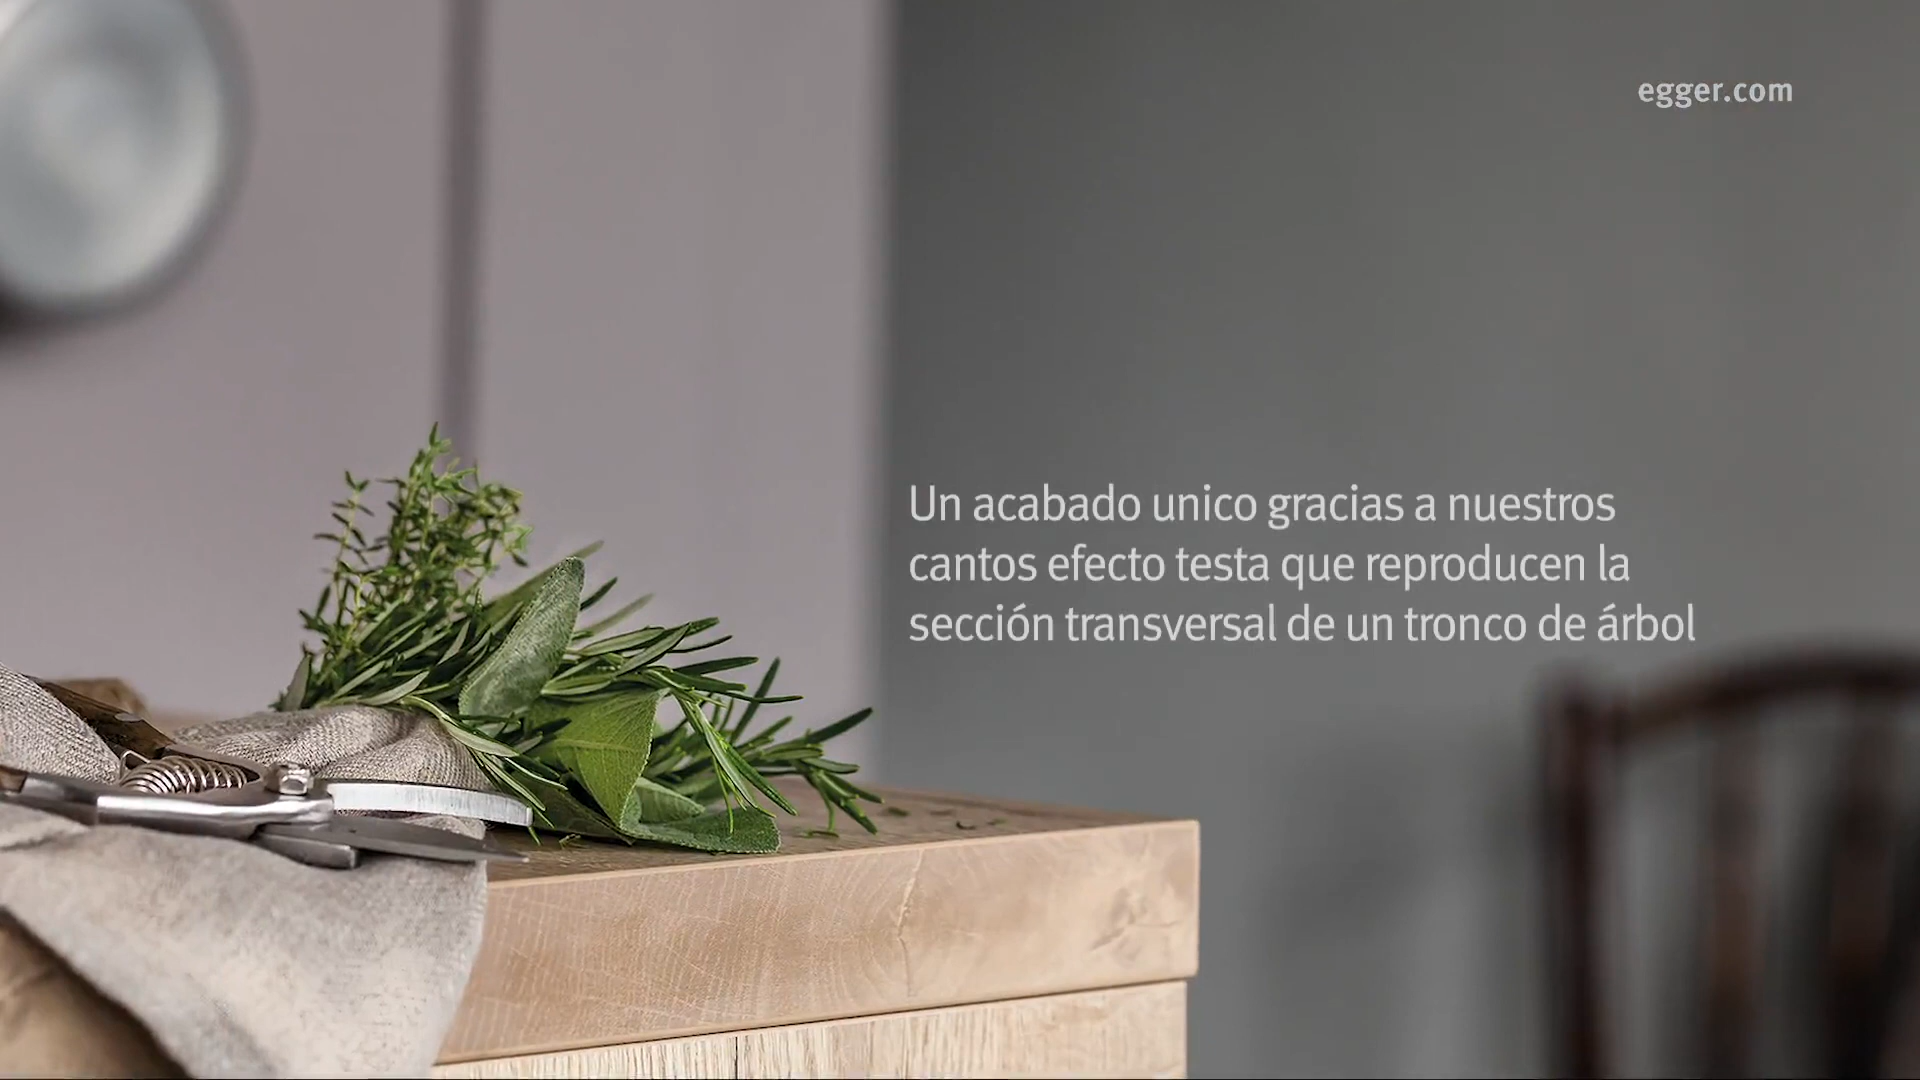 egger.com
Un acabado unico gracias a nuestros
cantos efecto testa que reproducen la
sección transversal de un tronco de árbol